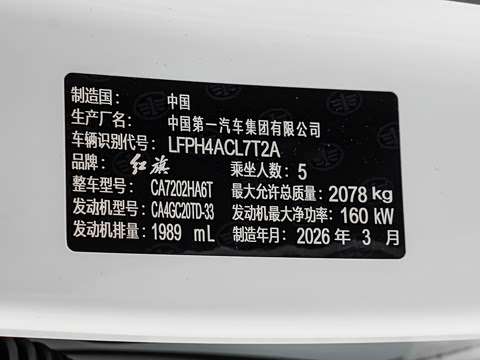 制造国： 中国
生产厂名： 中国第一汽车集团有限公司
车辆识别代号： LFPH4ACL7T2A
品牌： 红旗 乘坐人数： 5
整车型号： CA7202HA6T 最大允许总质量： 2078 kg
发动机型号： CA4GC20TD-33 发动机最大净功率： 160 kW
发动机排量： 1989 mL 制造年月： 2026 年 3 月